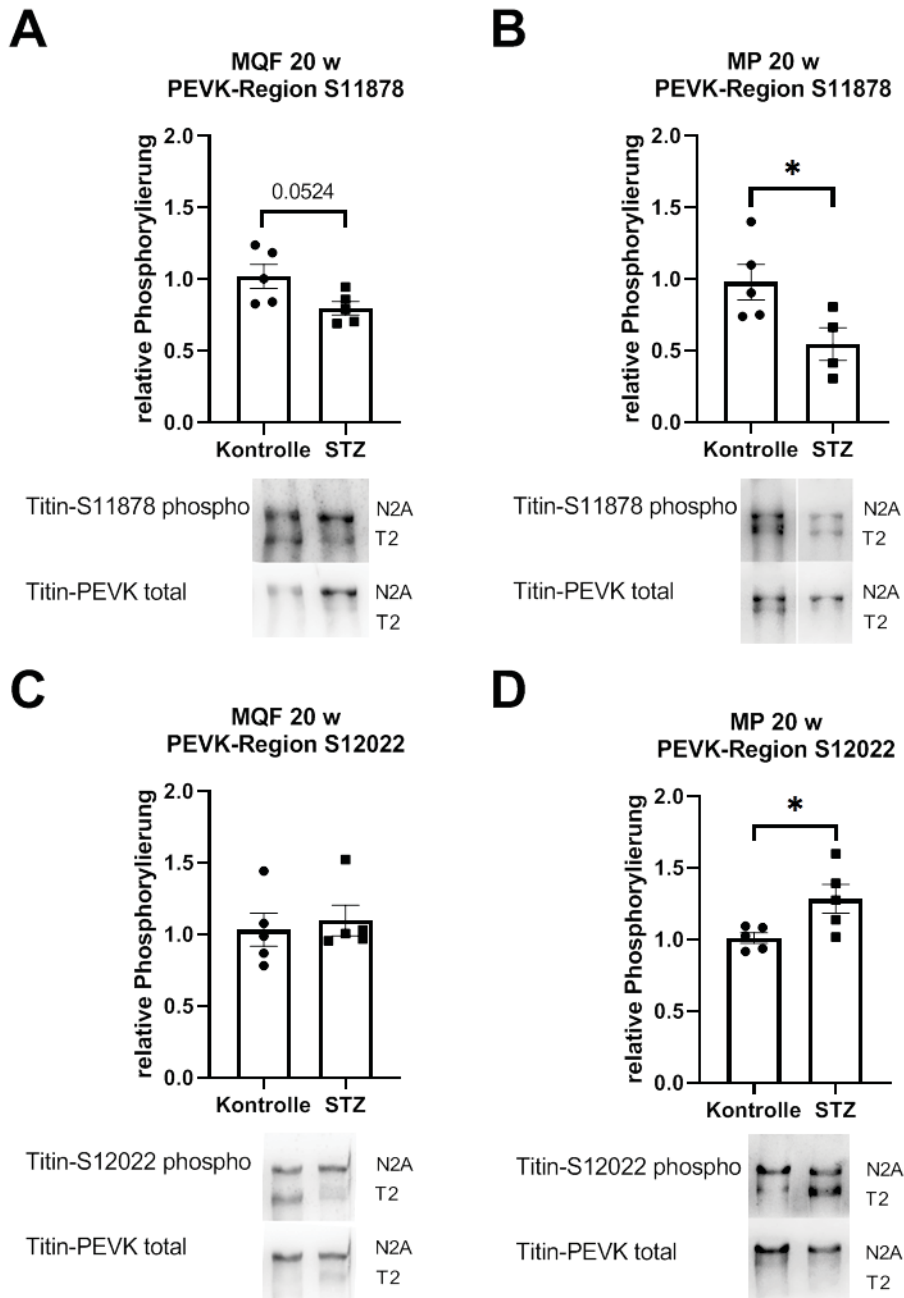 A
MQF 20 w
PEVK-Region S11878
relative Phosphorylierung
2.0
1.5
1.0
0.5
0.0
0.0524
Kontrolle STZ
Titin-S11878 phospho
N2A
T2
Titin-PEVK total
N2A
T2
B
MP 20 w
PEVK-Region S11878
relative Phosphorylierung
2.0
1.5
1.0
0.5
0.0
*
Kontrolle STZ
Titin-S11878 phospho
N2A
T2
Titin-PEVK total
N2A
T2
C
MQF 20 w
PEVK-Region S12022
relative Phosphorylierung
2.0
1.5
1.0
0.5
0.0
Kontrolle STZ
Titin-S12022 phospho
N2A
T2
Titin-PEVK total
N2A
T2
D
MP 20 w
PEVK-Region S12022
relative Phosphorylierung
2.0
1.5
1.0
0.5
0.0
*
Kontrolle STZ
Titin-S12022 phospho
N2A
T2
Titin-PEVK total
N2A
T2